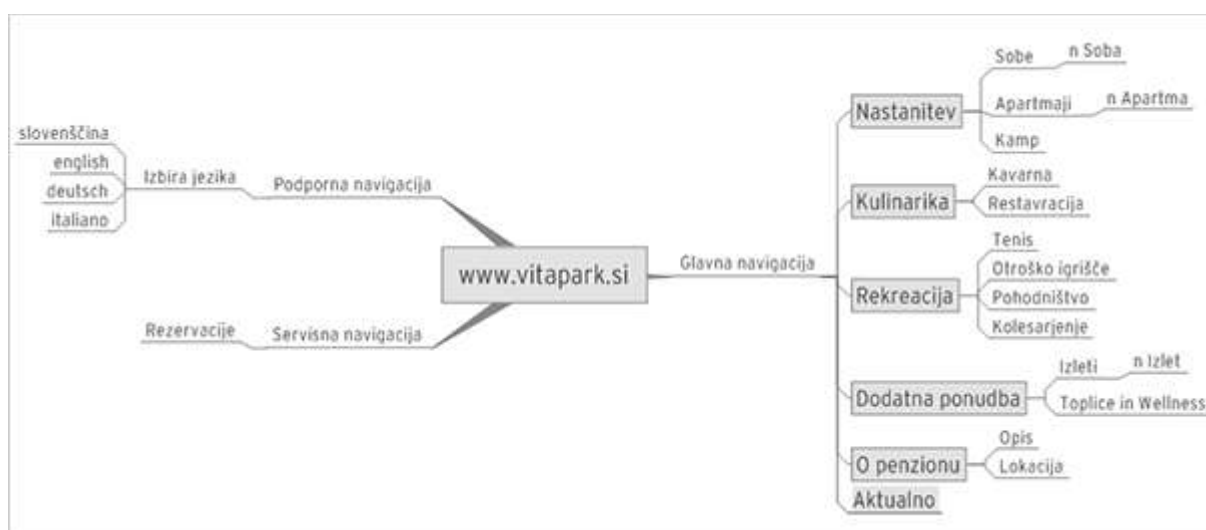 slovenščina
english
deutsch
italiano
Izbira jezika
Podporna navigacija
Rezervacije
Servisna navigacija
www.vitapark.si
Glavna navigacija
Nastanitev
Sobe
n Soba
Apartmaji
n Apartma
Kamp
Kulinarika
Kavarna
Restavracija
Rekreacija
Tenis
Otroško igrišče
Pohodništvo
Kolesarjenje
Dodatna ponudba
Izleti
n Izlet
Toplice in Wellness
O penzionu
Opis
Lokacija
Aktualno